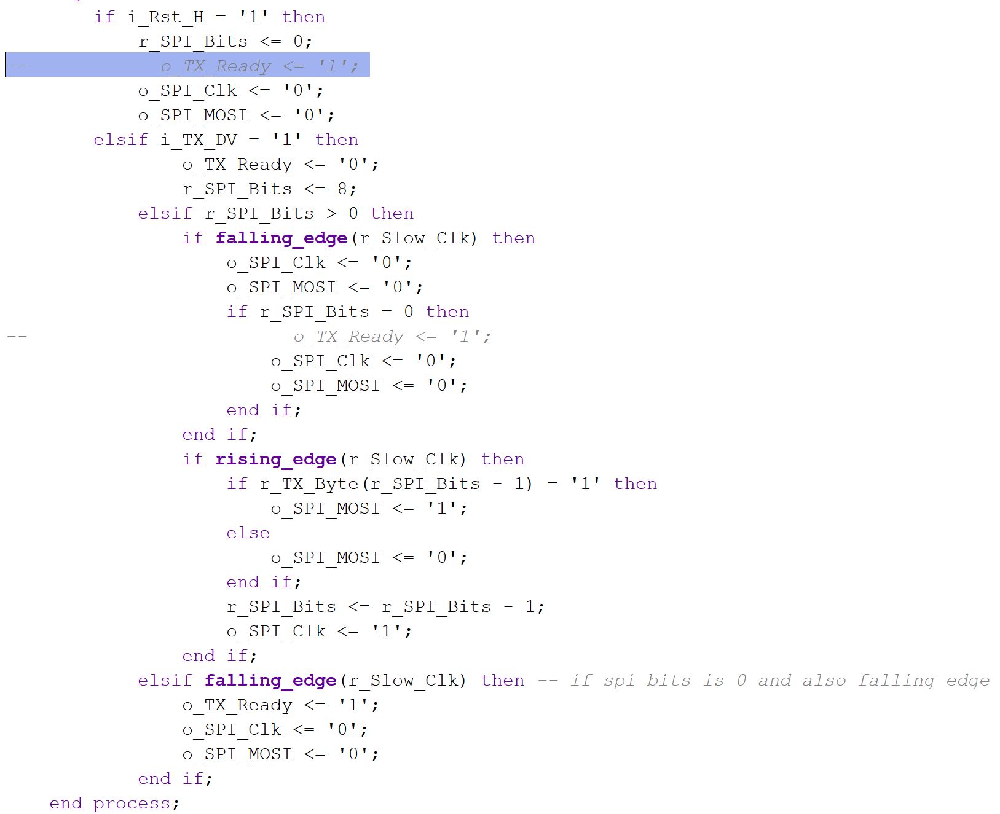 if i_Rst_H = '1' then
r_SPI_Bits <= 0;
-- o_TX_Ready <= '1';
o_SPI_Clk <= '0';
o_SPI_MOSI <= '0';
elsif i_TX_DV = '1' then
o_TX_Ready <= '0';
r_SPI_Bits <= 8;
elsif r_SPI_Bits > 0 then
if falling_edge(r_Slow_Clk) then
o_SPI_Clk <= '0';
o_SPI_MOSI <= '0';
if r_SPI_Bits = 0 then
-- o_TX_Ready <= '1';
o_SPI_Clk <= '0';
o_SPI_MOSI <= '0';
end if;
end if;
if rising_edge(r_Slow_Clk) then
if r_TX_Byte(r_SPI_Bits - 1) = '1' then
o_SPI_MOSI <= '1';
else
o_SPI_MOSI <= '0';
end if;
r_SPI_Bits <= r_SPI_Bits - 1;
o_SPI_Clk <= '1';
end if;
elsif falling_edge(r_Slow_Clk) then -- if spi bits is 0 and also falling edge
o_TX_Ready <= '1';
o_SPI_Clk <= '0';
o_SPI_MOSI <= '0';
end if;
end process;